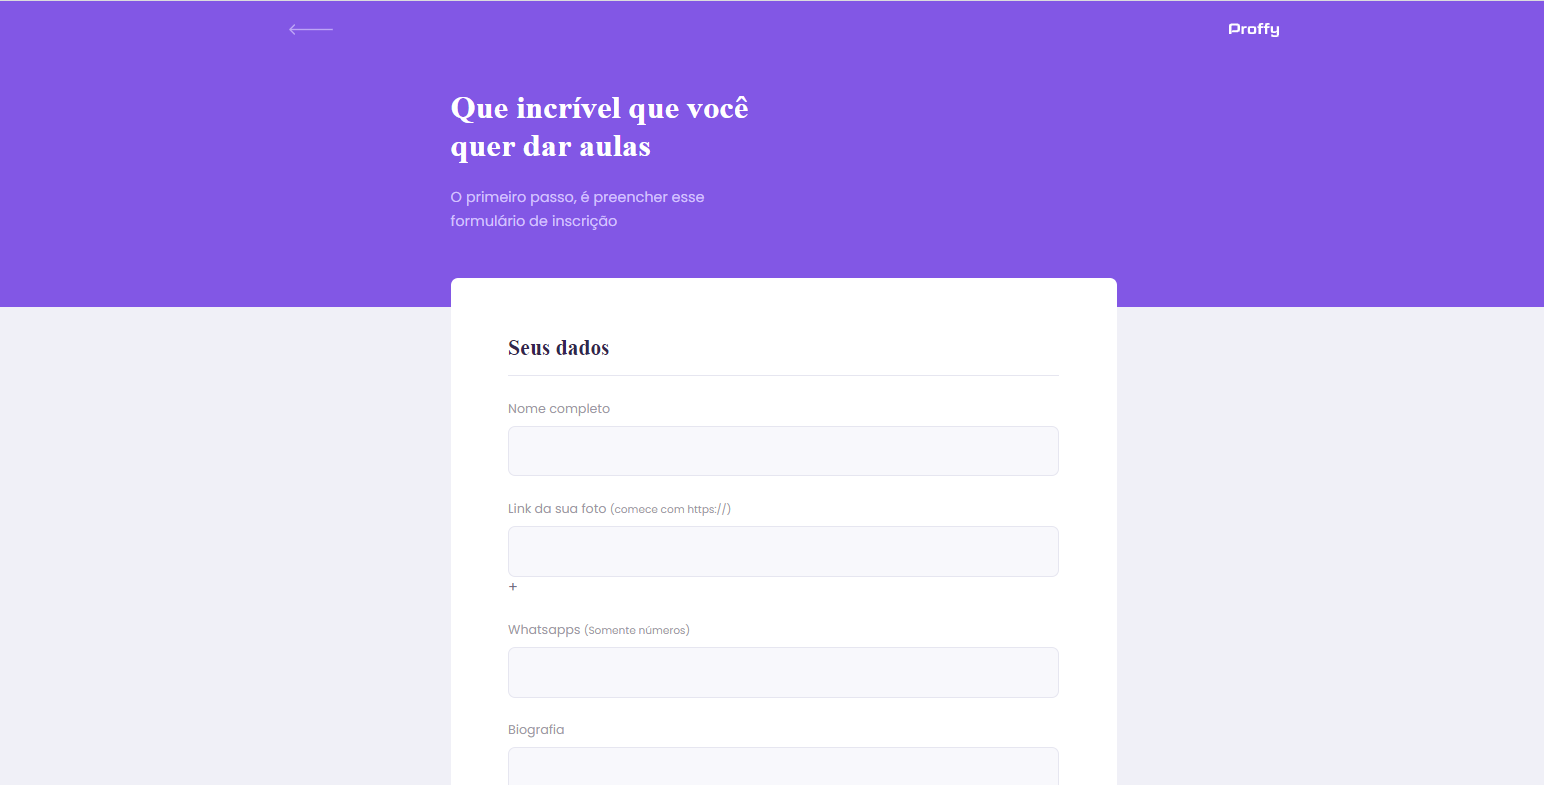 Proffy
Que incrível que você
quer dar aulas
O primeiro passo, é preencher esse
formulário de inscrição
Seus dados
Nome completo
Link da sua foto (comece com https://)
+
Whatsapps (Somente números)
Biografia